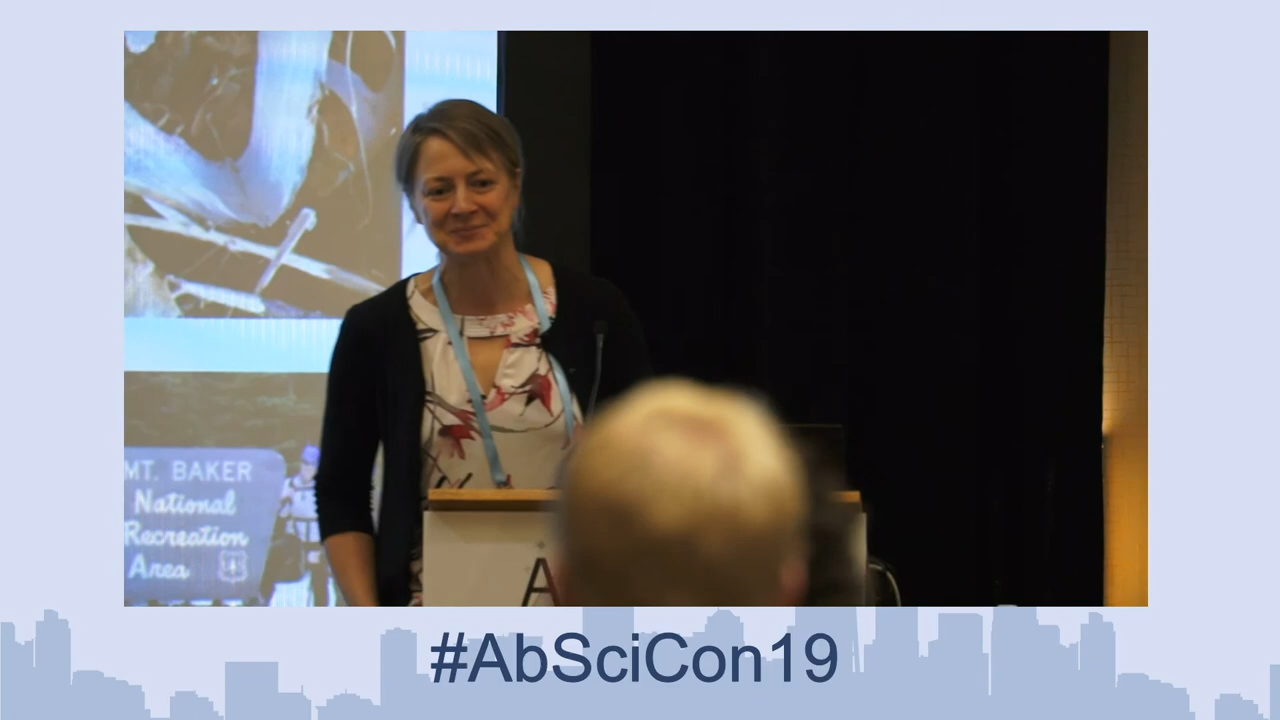 MT. BAKER
National
Recreation
Area
A
#AbSciCon19